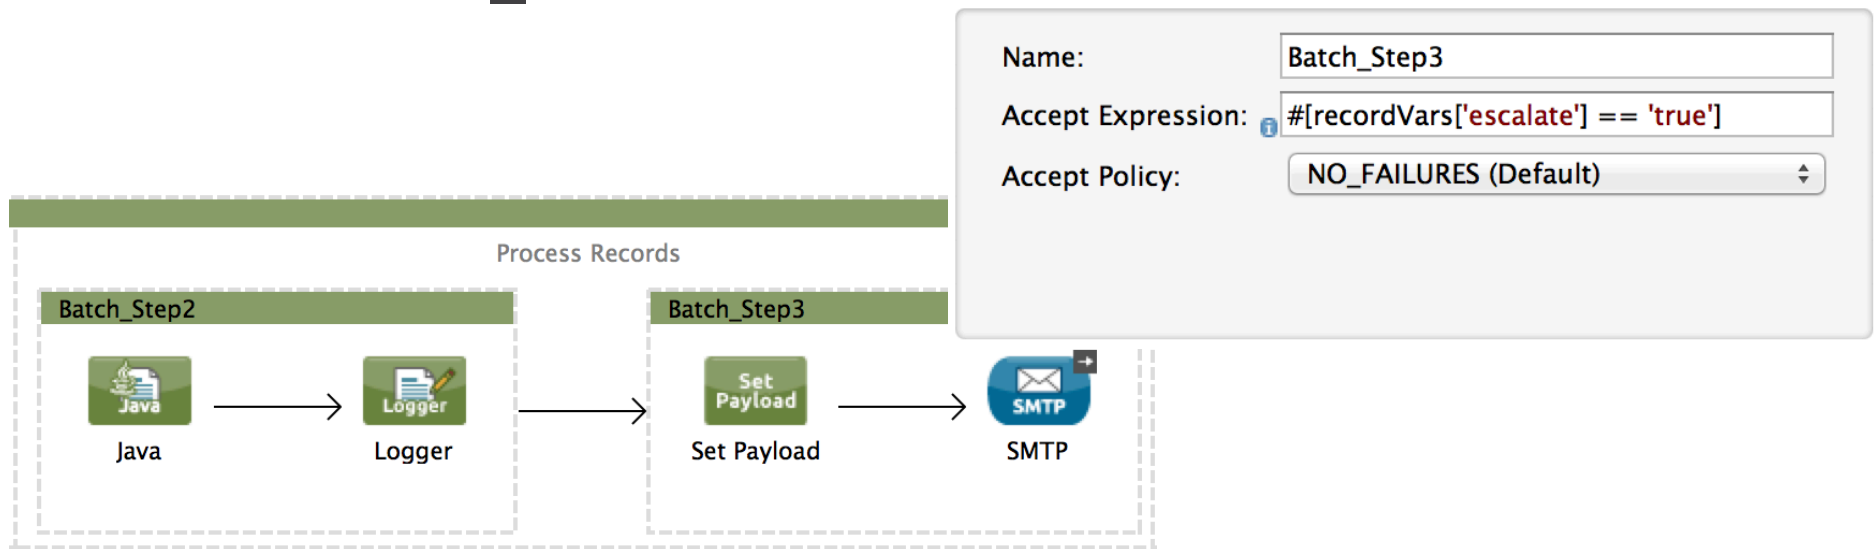 Name:
Batch_Step3
Accept Expression:
#[recordVars['escalate'] == 'true']
Accept Policy:
NO_FAILURES (Default)
Process Records
Batch_Step2
Batch_Step3
Java
Logger
Set
Payload
SMTP
Java
Logger
Set Payload
SMTP